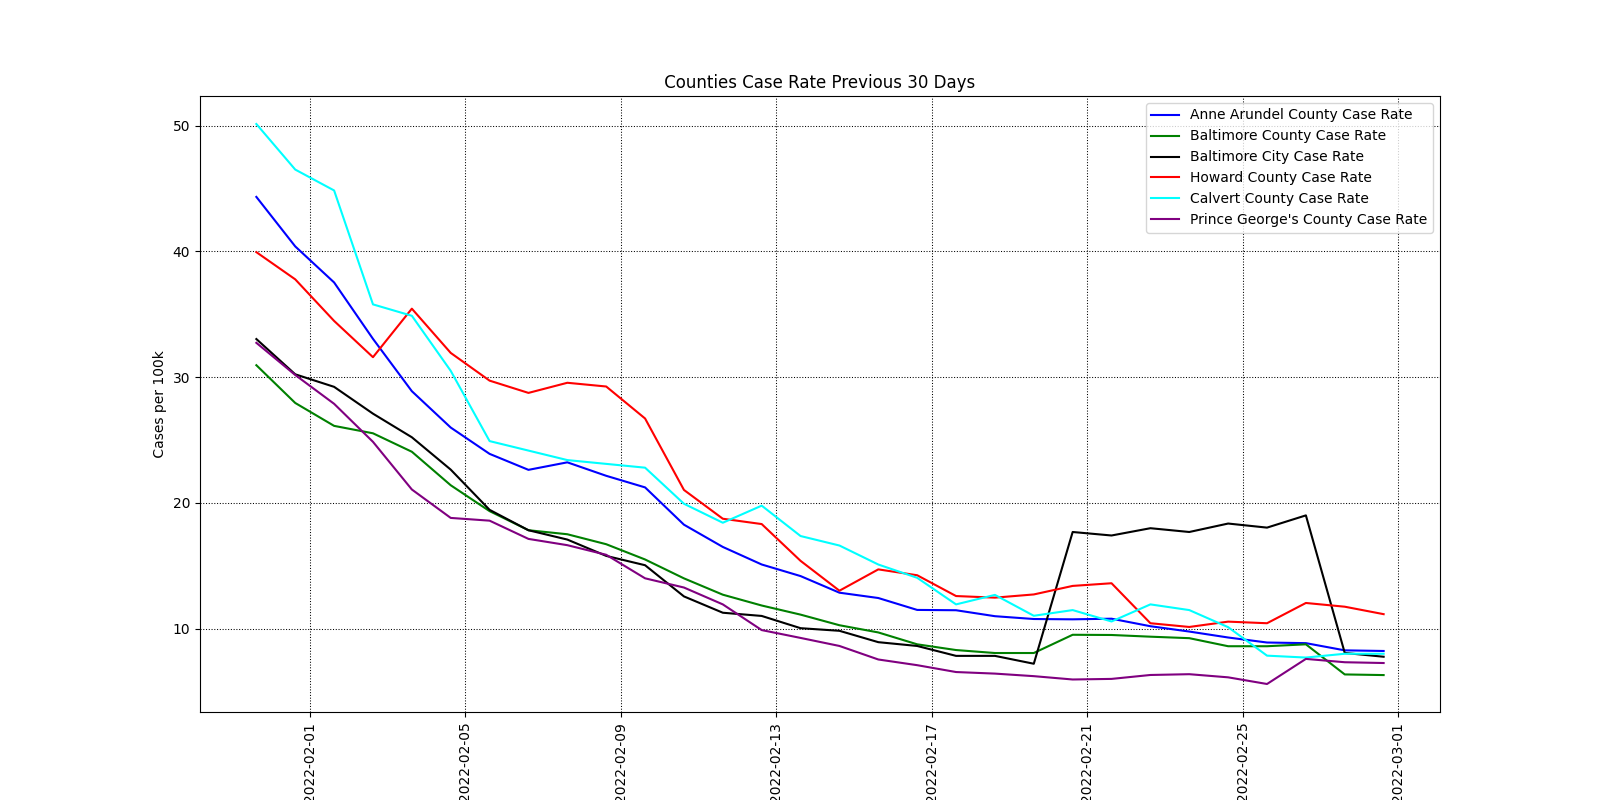 Counties Case Rate Previous 30 Days
Anne Arundel County Case Rate
Baltimore County Case Rate
Baltimore City Case Rate
Howard County Case Rate
Calvert County Case Rate
Prince George's County Case Rate
Cases per 100k
50
40
30
20
10
2022-02-01
2022-02-05
2022-02-09
2022-02-13
2022-02-17
2022-02-21
2022-02-25
2022-03-01